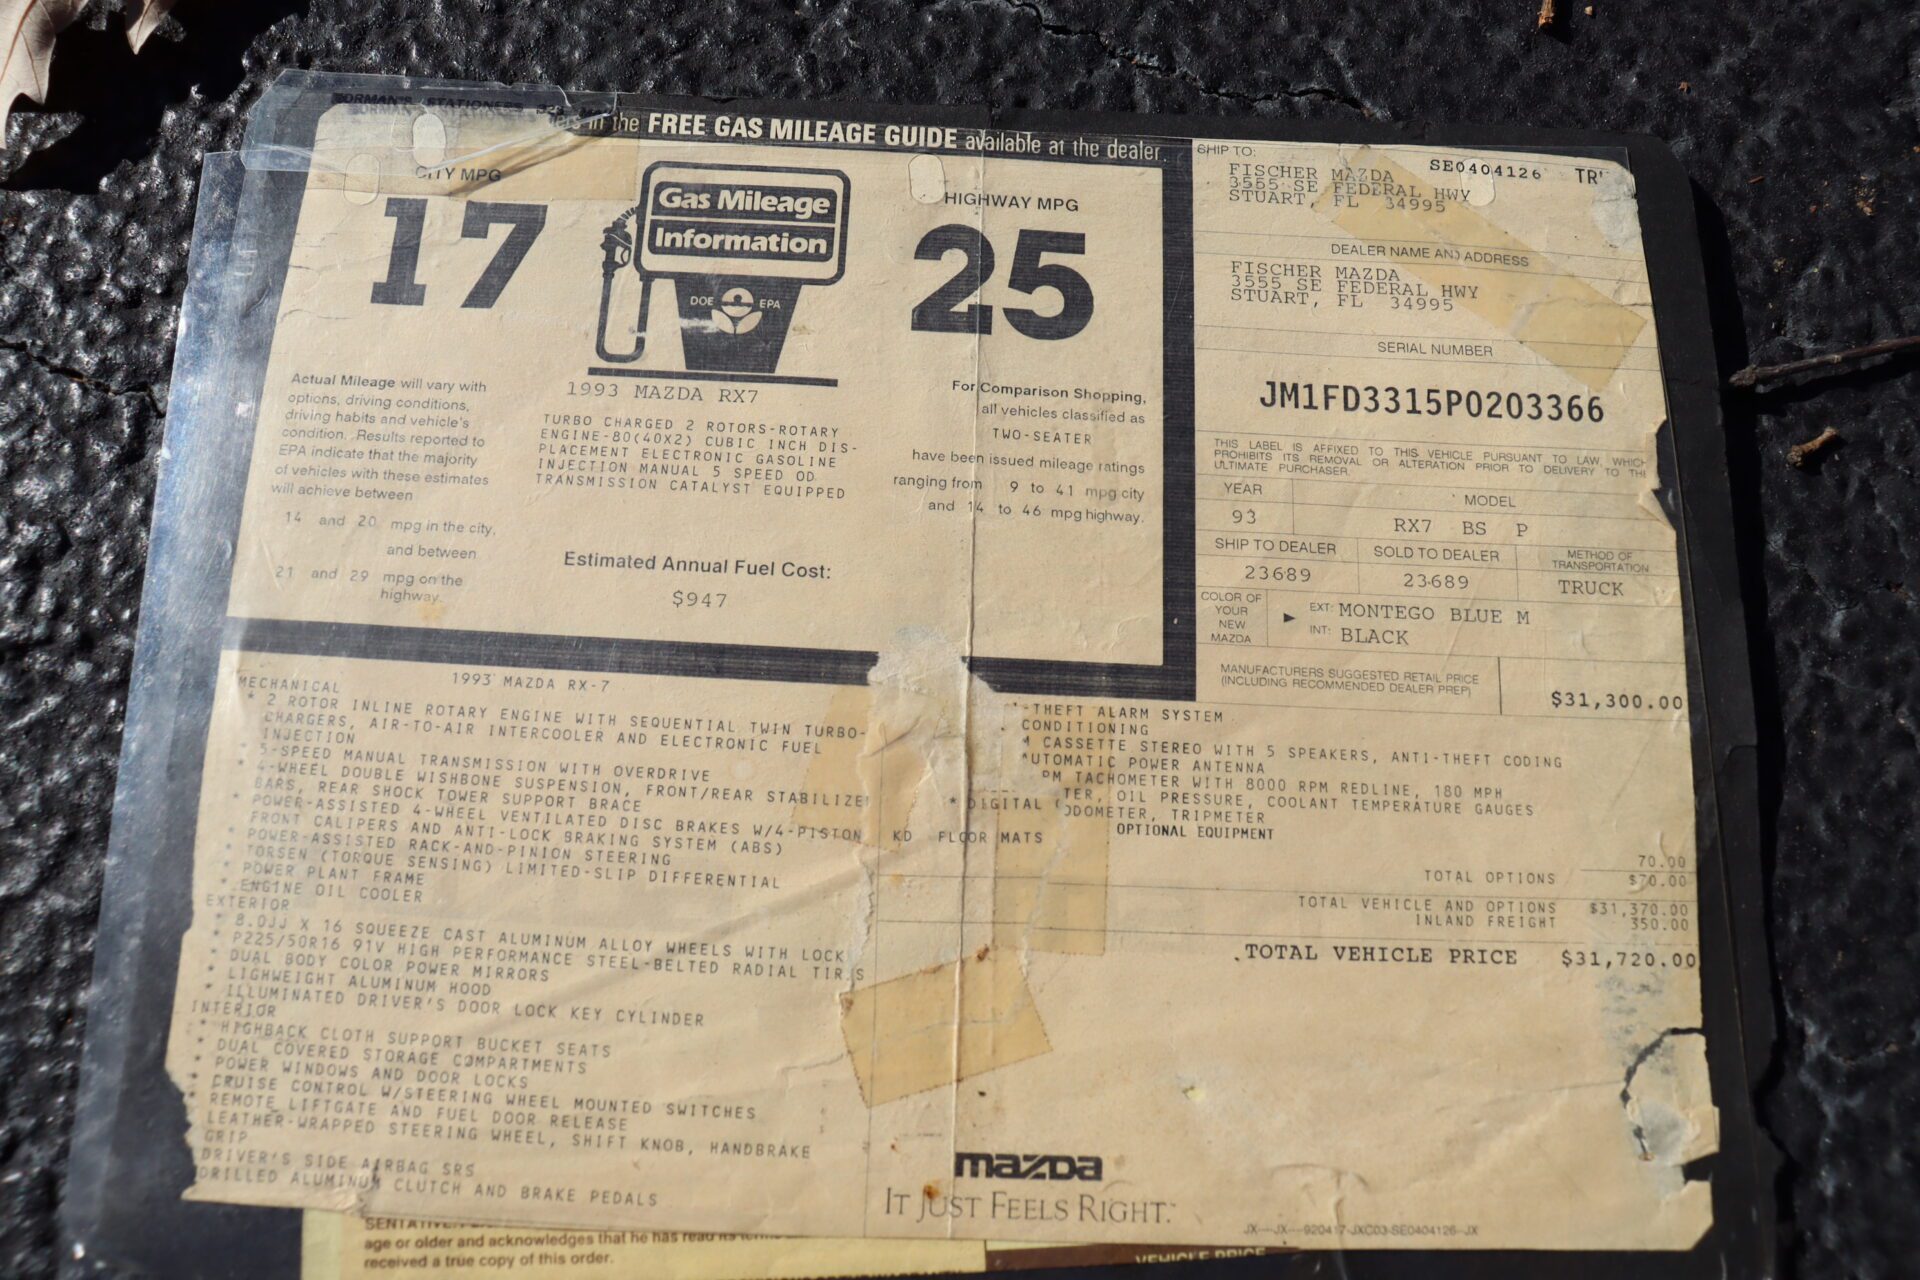 in the FREE GAS MILEAGE GUIDE available at the dealer.
CITY MPG
17
Gas Mileage
Information
DOE EPA
HIGHWAY MPG
25
Actual Mileage will vary with
options, driving conditions,
driving habits and vehicle's
condition. Results reported to
EPA indicate that the majority
of vehicles with these estimates
will achieve between
14 and 20 mpg in the city,
and between
21 and 29 mpg on the
highway.
1993 MAZDA RX7
TURBO CHARGED 2 ROTORS-ROTARY
ENGINE-80(40X2) CUBIC INCH DIS-
PLACEMENT ELECTRONIC GASOLINE
INJECTION MANUAL 5 SPEED OD
TRANSMISSION CATALYST EQUIPPED
Estimated Annual Fuel Cost:
$947
For Comparison Shopping,
all vehicles classified as
TWO-SEATER
have been issued mileage ratings
ranging from 9 to 41 mpg city
and 14 to 46 mpg highway.
SHIP TO:
SE0404126
FISCHER MAZDA
3555 SE FEDERAL HWY
STUART, FL 34995
DEALER NAME AND ADDRESS
FISCHER MAZDA
3555 SE FEDERAL HWY
STUART, FL 34995
SERIAL NUMBER
JM1FD3315P0203366
THIS LABEL IS AFFIXED TO THIS VEHICLE PURSUANT TO LAW, WHICH
PROHIBITS ITS REMOVAL OR ALTERATION PRIOR TO DELIVERY TO THE
ULTIMATE PURCHASER.
YEAR MODEL
93 RX7 BS P
SHIP TO DEALER SOLD TO DEALER METHOD OF TRANSPORTATION
23689 23689 TRUCK
COLOR OF YOUR NEW MAZDA
EXT: MONTEGO BLUE M
INT: BLACK
MANUFACTURERS SUGGESTED RETAIL PRICE
(INCLUDING RECOMMENDED DEALER PREP)
$31,300.00
1993 MAZDA RX-7
MECHANICAL
* 2 ROTOR INLINE ROTARY ENGINE WITH SEQUENTIAL TWIN TURBO-
CHARGERS, AIR-TO-AIR INTERCOOLER AND ELECTRONIC FUEL
INJECTION
* 5-SPEED MANUAL TRANSMISSION WITH OVERDRIVE
* 4-WHEEL DOUBLE WISHBONE SUSPENSION, FRONT/REAR STABILIZE
BARS, REAR SHOCK TOWER SUPPORT BRACE
* POWER-ASSISTED 4-WHEEL VENTILATED DISC BRAKES W/4-PISTON
FRONT CALIPERS AND ANTI-LOCK BRAKING SYSTEM (ABS)
* POWER-ASSISTED RACK-AND-PINION STEERING
* TORSEN (TORQUE SENSING) LIMITED-SLIP DIFFERENTIAL
* POWER PLANT FRAME
* ENGINE OIL COOLER
EXTERIOR
* 8.0JJ X 16 SQUEEZE CAST ALUMINUM ALLOY WHEELS WITH LOCK
* P225/50R16 91V HIGH PERFORMANCE STEEL-BELTED RADIAL TIR S
* DUAL BODY COLOR POWER MIRRORS
* LIGHWEIGHT ALUMINUM HOOD
* ILLUMINATED DRIVER'S DOOR LOCK KEY CYLINDER
INTERIOR
* HIGHBACK CLOTH SUPPORT BUCKET SEATS
* DUAL COVERED STORAGE COMPARTMENTS
* POWER WINDOWS AND DOOR LOCKS
* CRUISE CONTROL W/STEERING WHEEL MOUNTED SWITCHES
* REMOTE LIFTGATE AND FUEL DOOR RELEASE
LEATHER-WRAPPED STEERING WHEEL, SHIFT KNOB, HANDBRAKE
GRIP
DRIVER'S SIDE AIRBAG SRS
DRILLED ALUMINUM CLUTCH AND BRAKE PEDALS
-THEFT ALARM SYSTEM
CONDITIONING
CASSETTE STEREO WITH 5 SPEAKERS, ANTI-THEFT CODING
AUTOMATIC POWER ANTENNA
PM TACHOMETER WITH 8000 RPM REDLINE, 180 MPH
TER, OIL PRESSURE, COOLANT TEMPERATURE GAUGES
* DIGITAL ODOMETER, TRIPMETER
OPTIONAL EQUIPMENT
KD FLOOR MATS
70.00
TOTAL OPTIONS $70.00
TOTAL VEHICLE AND OPTIONS $31,370.00
INLAND FREIGHT 350.00
TOTAL VEHICLE PRICE $31,720.00
mazda
IT JUST FEELS RIGHT.
JX----JX----920417-JXC03-SE0404126--JX
age or older and acknowledges that he has read its
received a true copy of this order.
VEHICLE PRICE